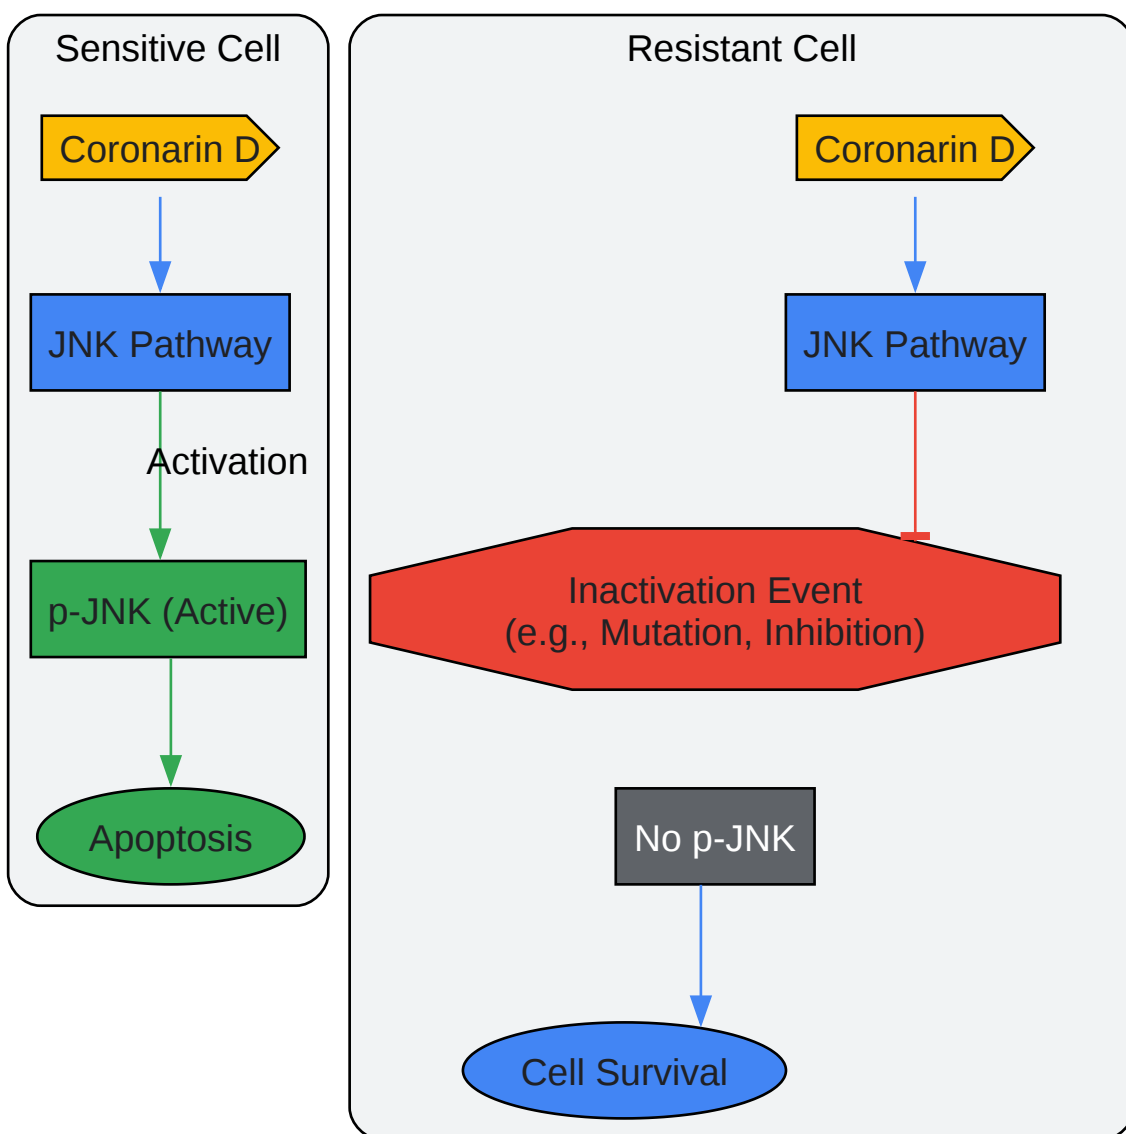 Sensitive Cell
Coronarin D
JNK Pathway
Activation
p-JNK (Active)
Apoptosis
Resistant Cell
Coronarin D
JNK Pathway
Inactivation Event
(e.g., Mutation, Inhibition)
No p-JNK
Cell Survival